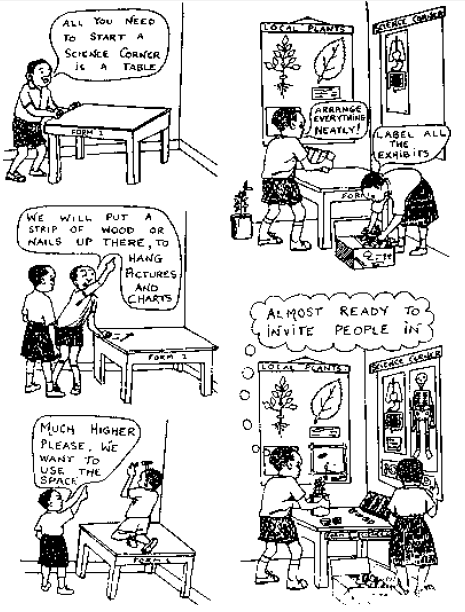 ALL YOU NEED
TO START A
SCIENCE CORNER
IS A TABLE
FORM 1
WE WILL PUT A
STRIP OF WOOD OR
NAILS UP THERE, TO
HANG
PICTURES
AND
CHARTS
FORM 1
MUCH HIGHER
PLEASE, WE
WANT TO
USE THE
SPACE
FORM
LOCAL PLANTS
SCIENCE CORNER
ARRANGE
EVERYTHING
NEATLY!
LABEL ALL
THE
EXHIBITS
FORM
ALMOST READY TO
INVITE PEOPLE IN
LOCAL PLANTS
SCIENCE CORNER